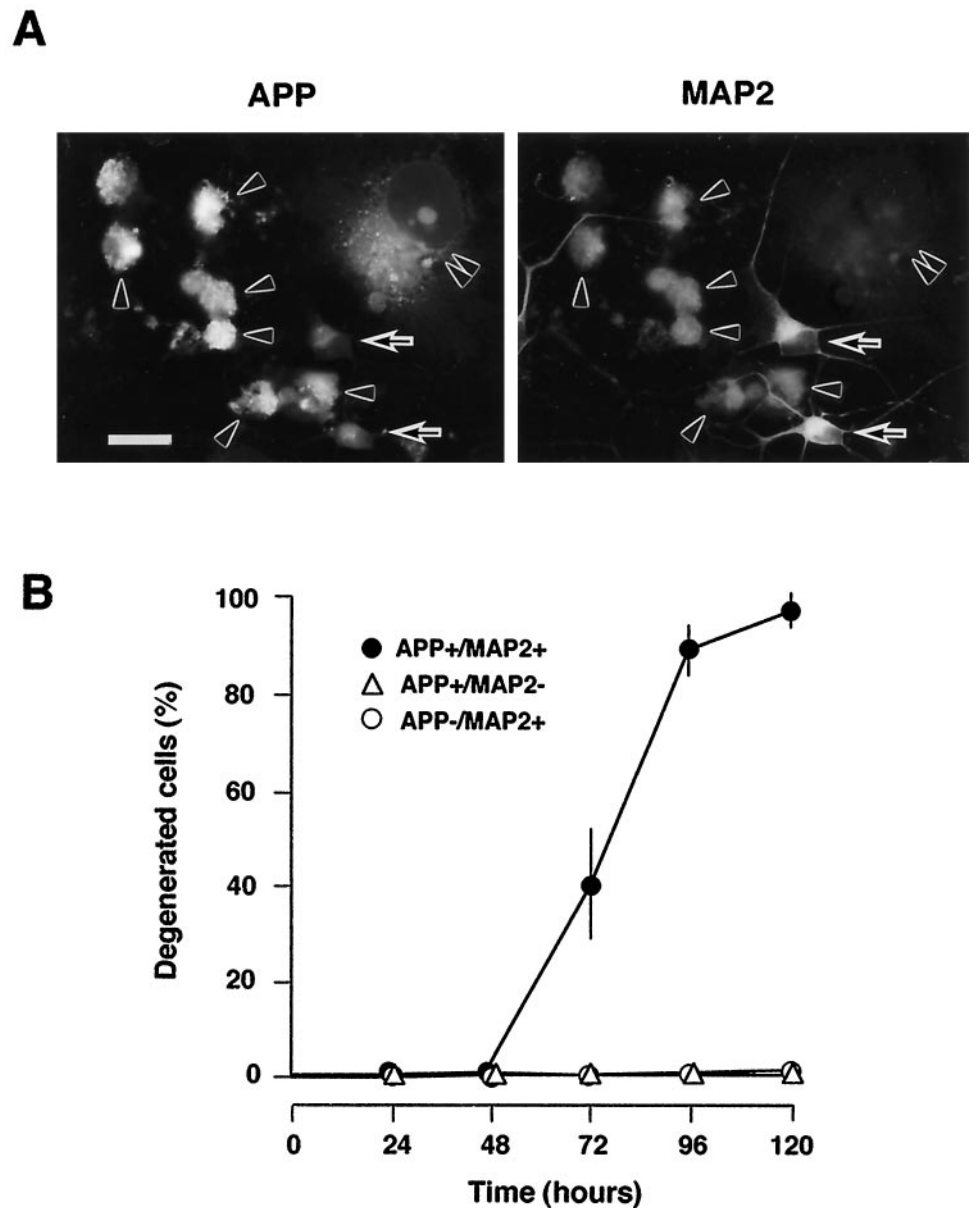 A
APP MAP2
B
APP+/MAP2+
APP+/MAP2-
APP-/MAP2+
Degenerated cells (%)
100
80
60
40
20
0
0 24 48 72 96 120
Time (hours)